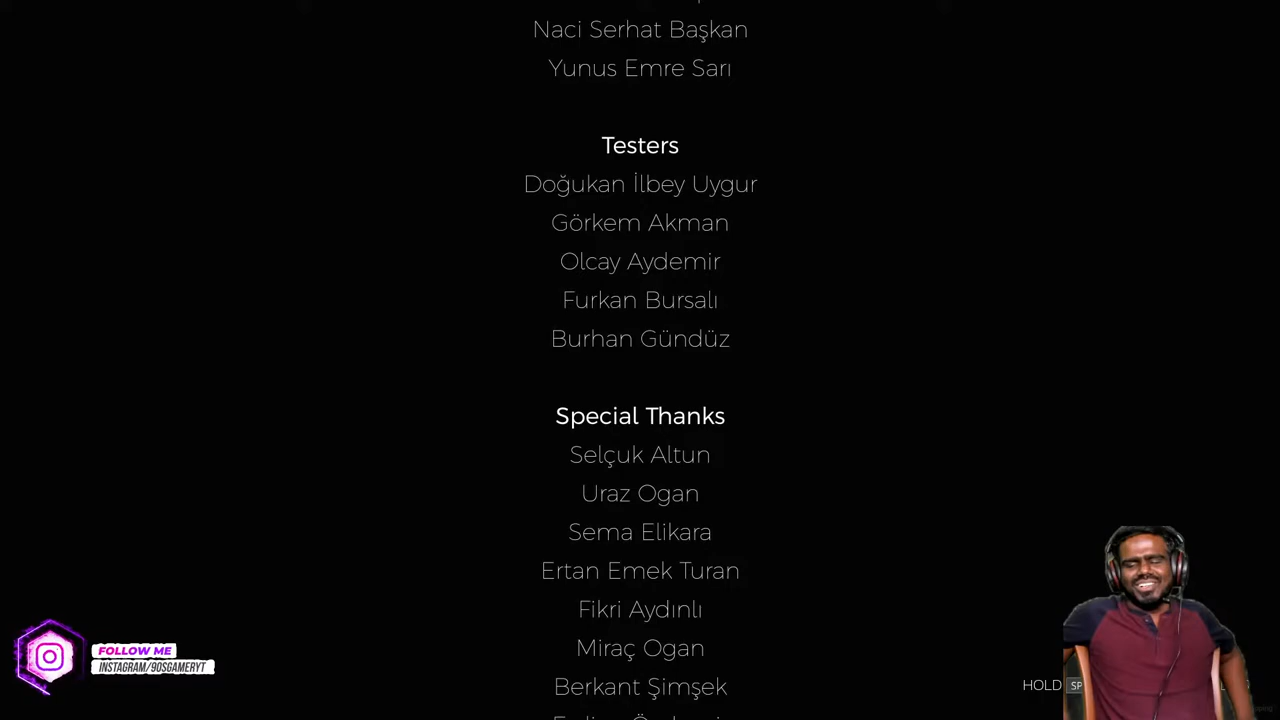 Naci Serhat Başkan
Yunus Emre Sarı
Testers
Doğukan İlbey Uygur
Görkem Akman
Olcay Aydemir
Furkan Bursalı
Burhan Gündüz
Special Thanks
Selçuk Altun
Uraz Ogan
Sema Elikara
Ertan Emek Turan
Fikri Aydınlı
Miraç Ogan
Berkant Şimşek
FOLLOW ME
INSTAGRAM/90SGAMERYT
HOLD